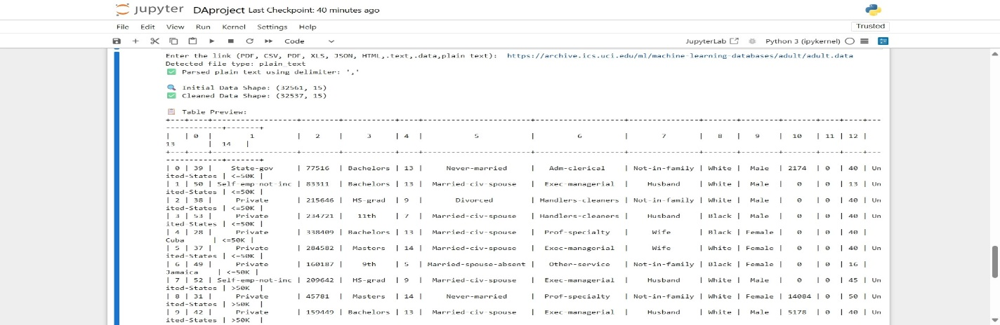 jupyter DAproject Last Checkpoint: 40 minutes ago
File Edit View Run Kernel Settings Help Trusted
Code JupyterLab Python 3 (ipykernel)
Enter the link (PDF, CSV, PDF, XLS, JSON, HTML,.text,.data,plain text): https://archive.ics.uci.edu/ml/machine-learning-databases/adult/adult.data
Detected file type: plain_text
✅ Parsed plain text using delimiter: ','
🔍 Initial Data Shape: (32561, 15)
✅ Cleaned Data Shape: (32537, 15)
📋 Table Preview:
| | 0 | 1 | 2 | 3 | 4 | 5 | 6 | 7 | 8 | 9 | 10 | 11 | 12 |
13 | 14 |
| 0 | 39 | State-gov | 77516 | Bachelors | 13 | Never-married | Adm-clerical | Not-in-family | White | Male | 2174 | 0 | 40 | Un
ited-States | <=50K |
| 1 | 50 | Self-emp-not-inc | 83311 | Bachelors | 13 | Married-civ-spouse | Exec-managerial | Husband | White | Male | 0 | 0 | 13 | Un
ited-States | <=50K |
| 2 | 38 | Private | 215646 | HS-grad | 9 | Divorced | Handlers-cleaners | Not-in-family | White | Male | 0 | 0 | 40 | Un
ited-States | <=50K |
| 3 | 53 | Private | 234721 | 11th | 7 | Married-civ-spouse | Handlers-cleaners | Husband | Black | Male | 0 | 0 | 40 | Un
ited-States | <=50K |
| 4 | 28 | Private | 338409 | Bachelors | 13 | Married-civ-spouse | Prof-specialty | Wife | Black | Female | 0 | 0 | 40 |
Cuba | <=50K |
| 5 | 37 | Private | 284582 | Masters | 14 | Married-civ-spouse | Exec-managerial | Wife | White | Female | 0 | 0 | 40 | Un
ited-States | <=50K |
| 6 | 49 | Private | 160187 | 9th | 5 | Married-spouse-absent | Other-service | Not-in-family | Black | Female | 0 | 0 | 16 |
Jamaica | <=50K |
| 7 | 52 | Self-emp-not-inc | 209642 | HS-grad | 9 | Married-civ-spouse | Exec-managerial | Husband | White | Male | 0 | 0 | 45 | Un
ited-States | >50K |
| 8 | 31 | Private | 45781 | Masters | 14 | Never-married | Prof-specialty | Not-in-family | White | Female | 14084 | 0 | 50 | Un
ited-States | >50K |
| 9 | 42 | Private | 159449 | Bachelors | 13 | Married-civ-spouse | Exec-managerial | Husband | White | Male | 5178 | 0 | 40 | Un
ited-States | >50K |